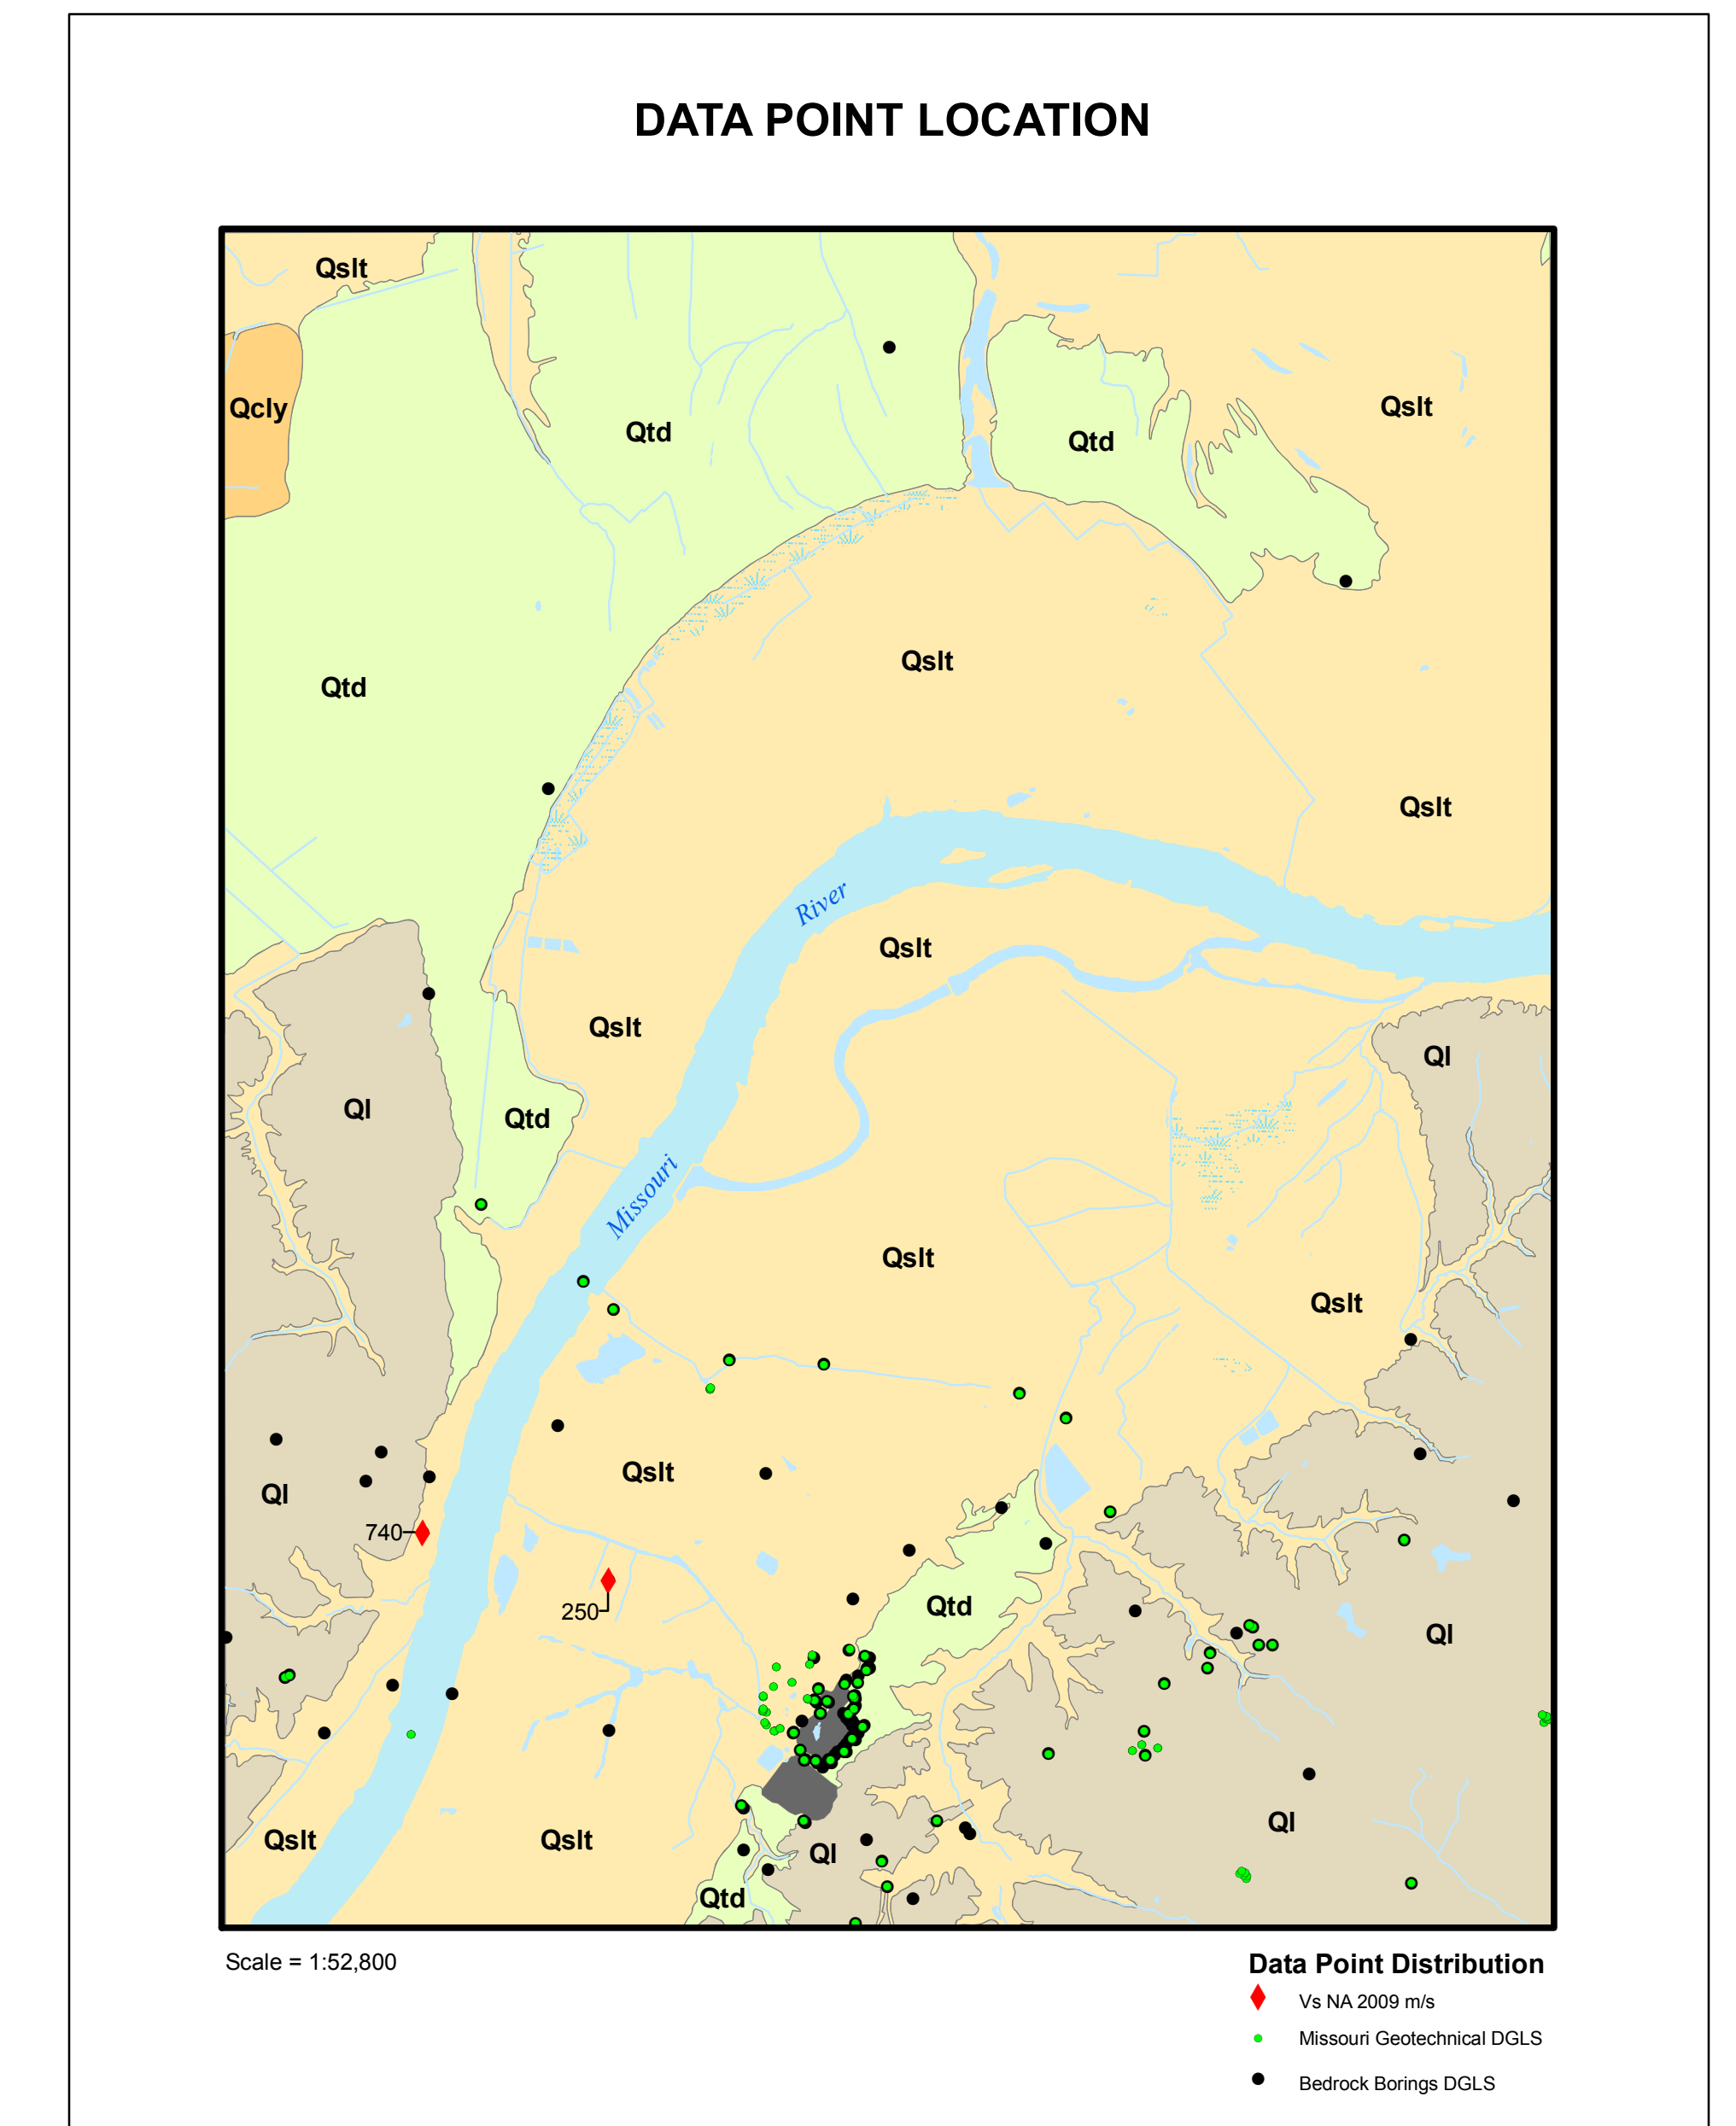 DATA POINT LOCATION
Qslt
Qcly
Qtd
Qslt
Qtd
Qslt
Qtd
Qslt
River
Qslt
Qslt
Ql
Ql
Qtd
Missouri
Qslt
Qslt
Qslt
Ql
740
250
Qtd
Ql
Qslt
Qslt
Ql
Ql
Qtd
Scale = 1:52,800
Data Point Distribution
Vs NA 2009 m/s
Missouri Geotechnical DGLS
Bedrock Borings DGLS